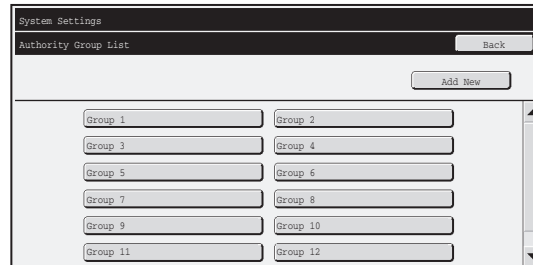 System Settings
Authority Group List Back
Add New
Group 1 Group 2
Group 3 Group 4
Group 5 Group 6
Group 7 Group 8
Group 9 Group 10
Group 11 Group 12